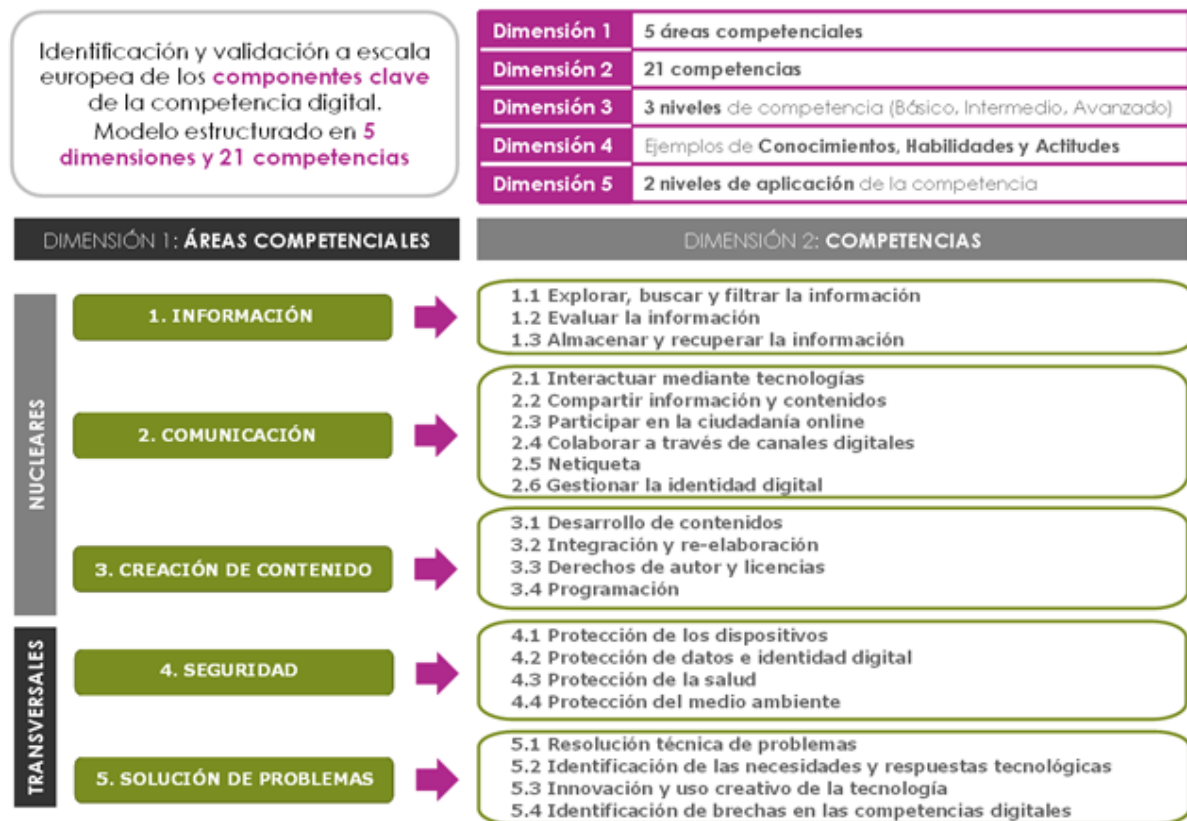 Identificación y validación a escala
europea de los componentes clave
de la competencia digital.
Modelo estructurado en 5
dimensiones y 21 competencias
Dimensión 1 5 áreas competenciales
Dimensión 2 21 competencias
Dimensión 3 3 niveles de competencia (Básico, Intermedio, Avanzado)
Dimensión 4 Ejemplos de Conocimientos, Habilidades y Actitudes
Dimensión 5 2 niveles de aplicación de la competencia
DIMENSIÓN 1: ÁREAS COMPETENCIALES
DIMENSIÓN 2: COMPETENCIAS
NUCLEARES
1. INFORMACIÓN
1.1 Explorar, buscar y filtrar la información
1.2 Evaluar la información
1.3 Almacenar y recuperar la información
2. COMUNICACIÓN
2.1 Interactuar mediante tecnologías
2.2 Compartir información y contenidos
2.3 Participar en la ciudadanía online
2.4 Colaborar a través de canales digitales
2.5 Netiqueta
2.6 Gestionar la identidad digital
3. CREACIÓN DE CONTENIDO
3.1 Desarrollo de contenidos
3.2 Integración y re-elaboración
3.3 Derechos de autor y licencias
3.4 Programación
TRANSVERSALES
4. SEGURIDAD
4.1 Protección de los dispositivos
4.2 Protección de datos e identidad digital
4.3 Protección de la salud
4.4 Protección del medio ambiente
5. SOLUCIÓN DE PROBLEMAS
5.1 Resolución técnica de problemas
5.2 Identificación de las necesidades y respuestas tecnológicas
5.3 Innovación y uso creativo de la tecnología
5.4 Identificación de brechas en las competencias digitales